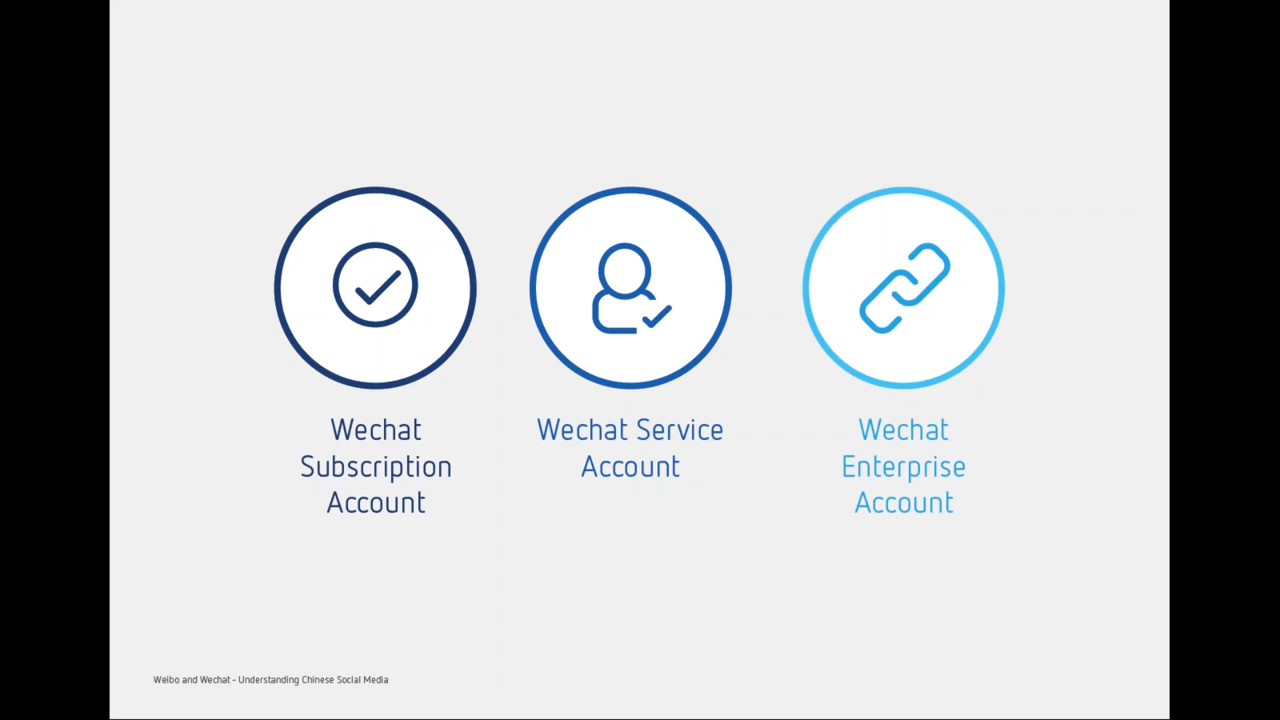 Wechat
Subscription
Account
Wechat Service
Account
Wechat
Enterprise
Account
Weibo and Wechat - Understanding Chinese Social Media